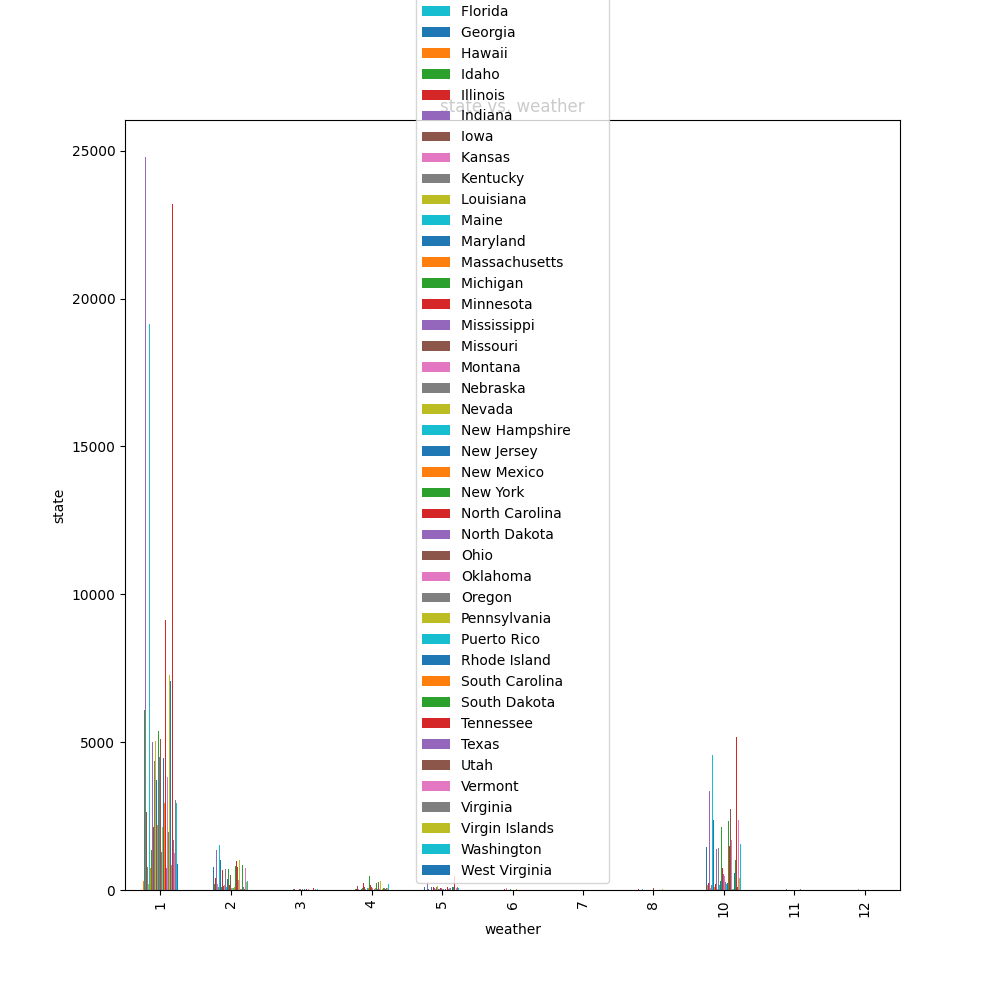 Florida
Georgia
Hawaii
Idaho
Illinois
state vs. weather
Indiana
Iowa
Kansas
Kentucky
Louisiana
Maine
Maryland
Massachusetts
Michigan
Minnesota
Mississippi
Missouri
Montana
Nebraska
Nevada
New Hampshire
New Jersey
New Mexico
New York
North Carolina
North Dakota
Ohio
Oklahoma
Oregon
Pennsylvania
Puerto Rico
Rhode Island
South Carolina
South Dakota
Tennessee
Texas
Utah
Vermont
Virginia
Virgin Islands
Washington
West Virginia
25000
20000
15000
10000
5000
0
state
1 2 3 4 5 6 7 8 10 11 12
weather